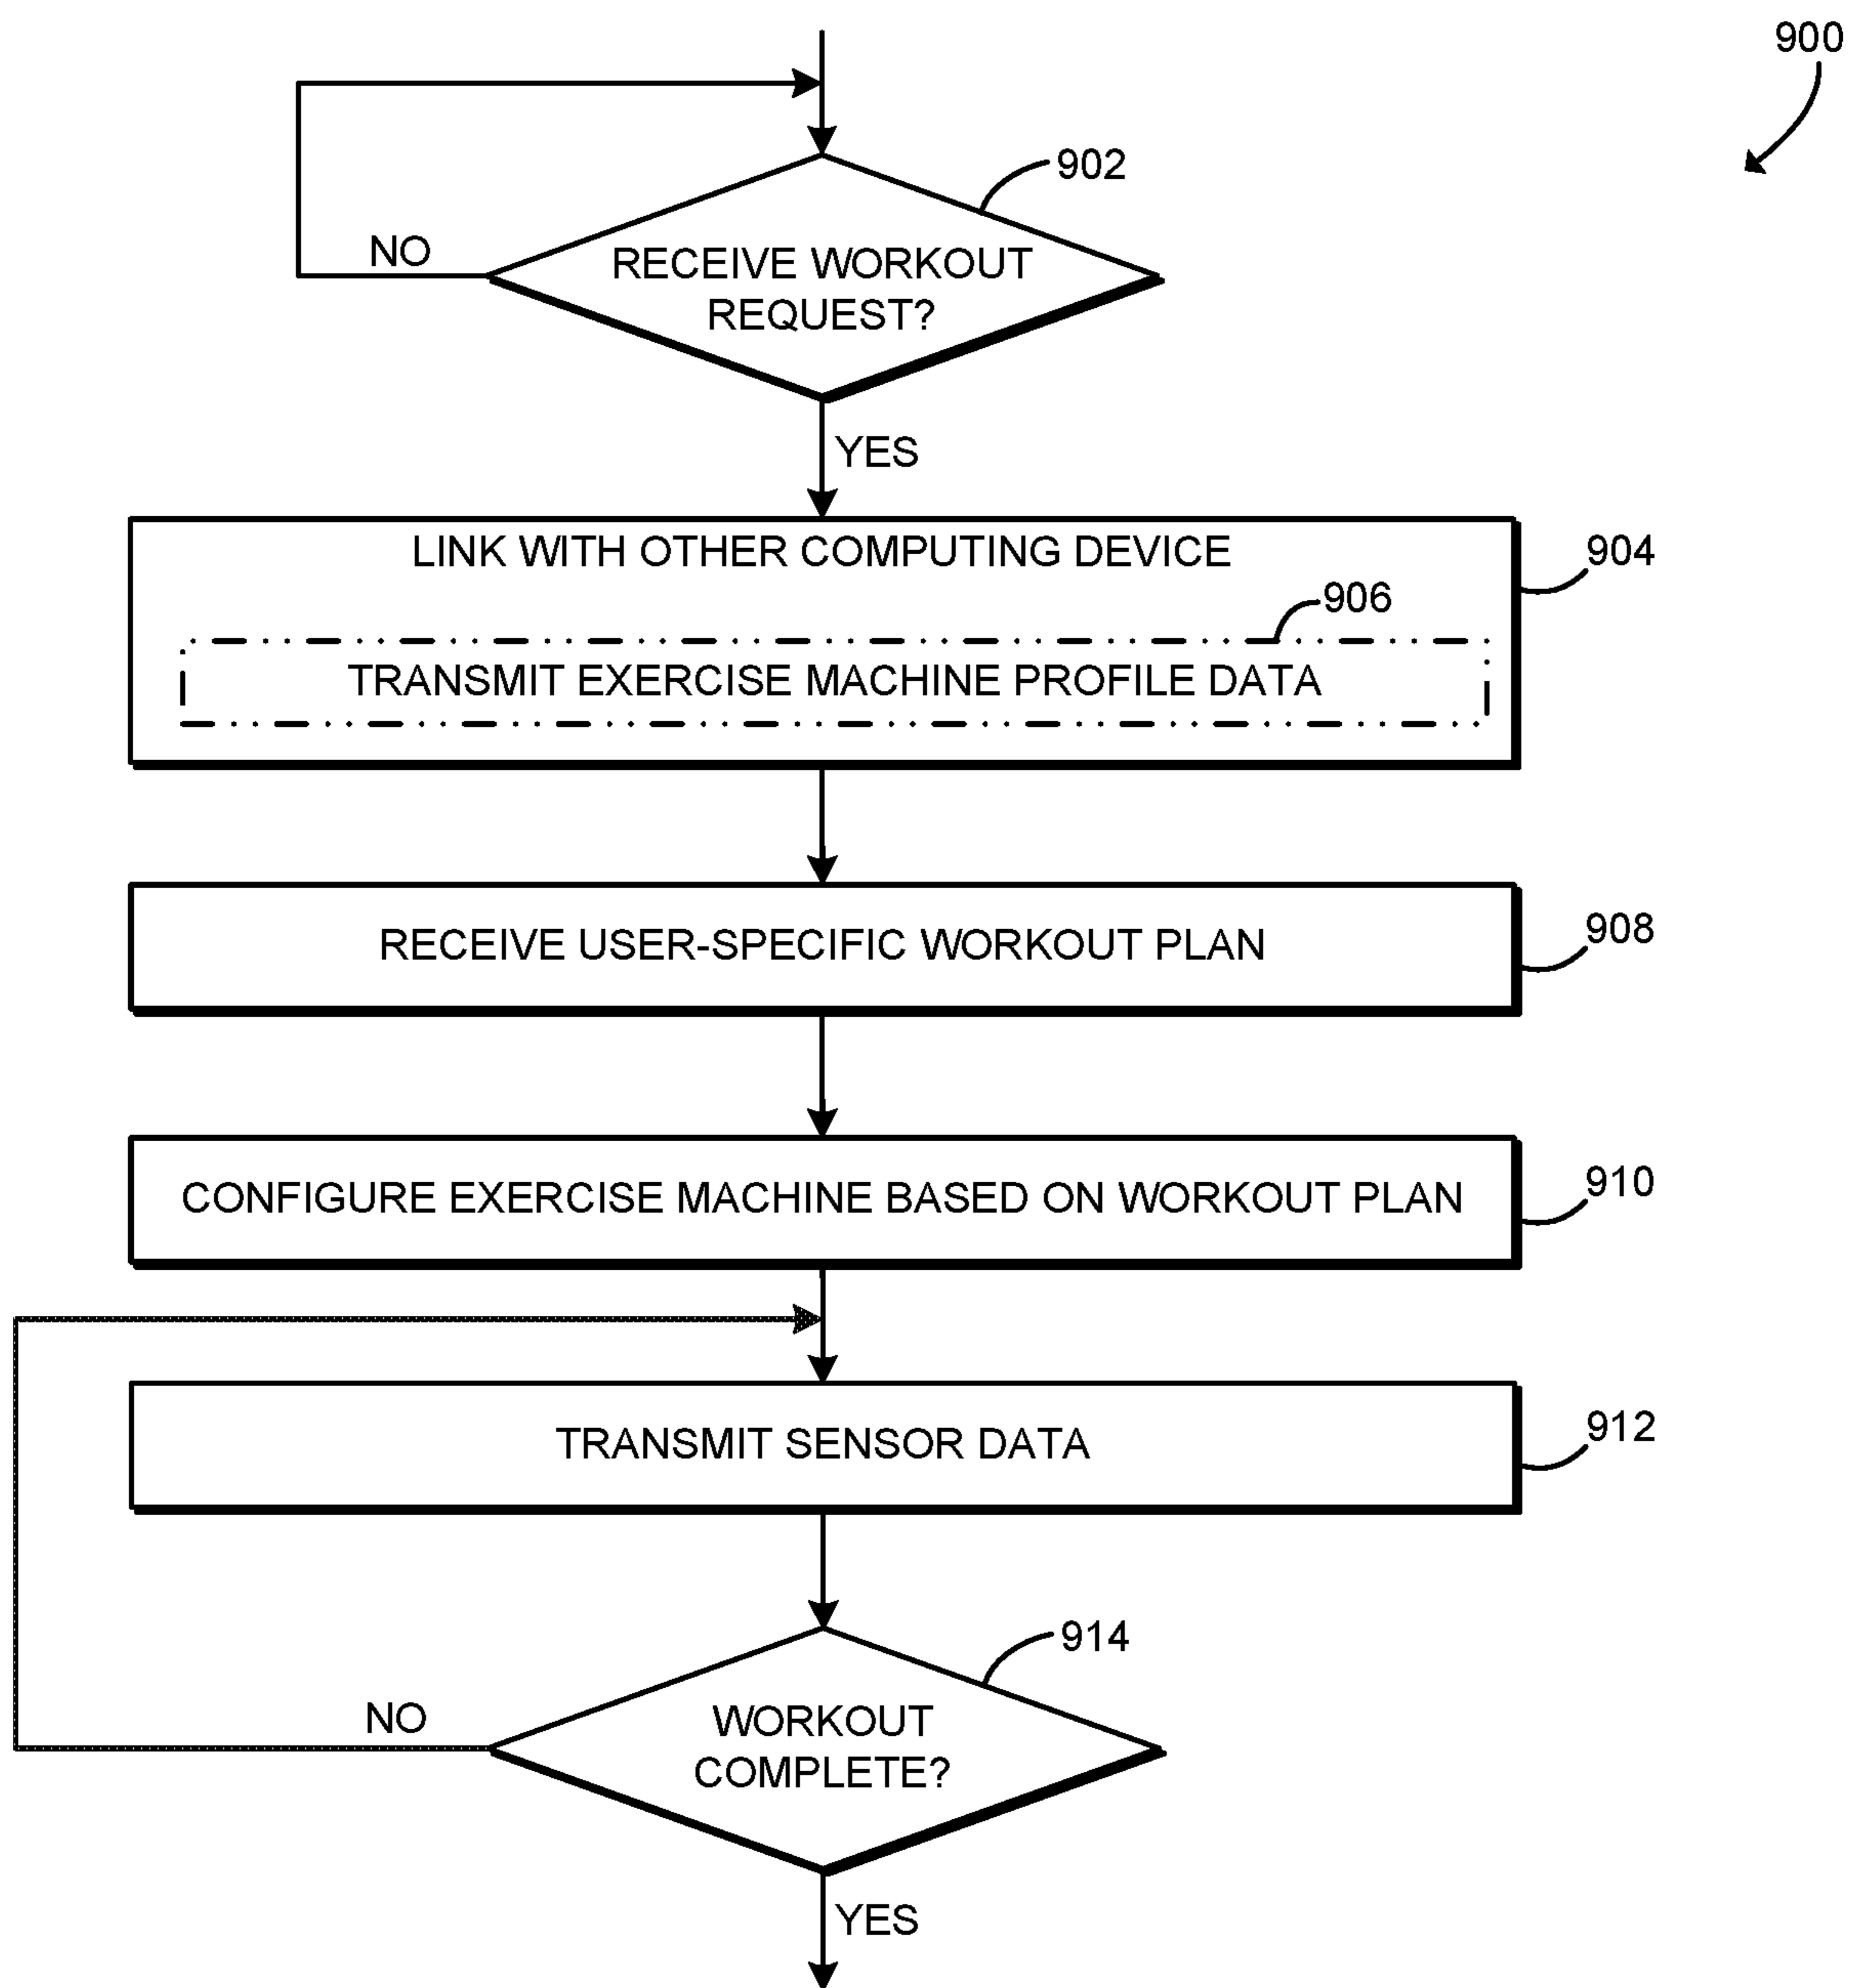 900
902
RECEIVE WORKOUT
REQUEST?
NO
YES
LINK WITH OTHER COMPUTING DEVICE
904
906
TRANSMIT EXERCISE MACHINE PROFILE DATA
RECEIVE USER-SPECIFIC WORKOUT PLAN
908
CONFIGURE EXERCISE MACHINE BASED ON WORKOUT PLAN
910
TRANSMIT SENSOR DATA
912
914
WORKOUT
COMPLETE?
NO
YES